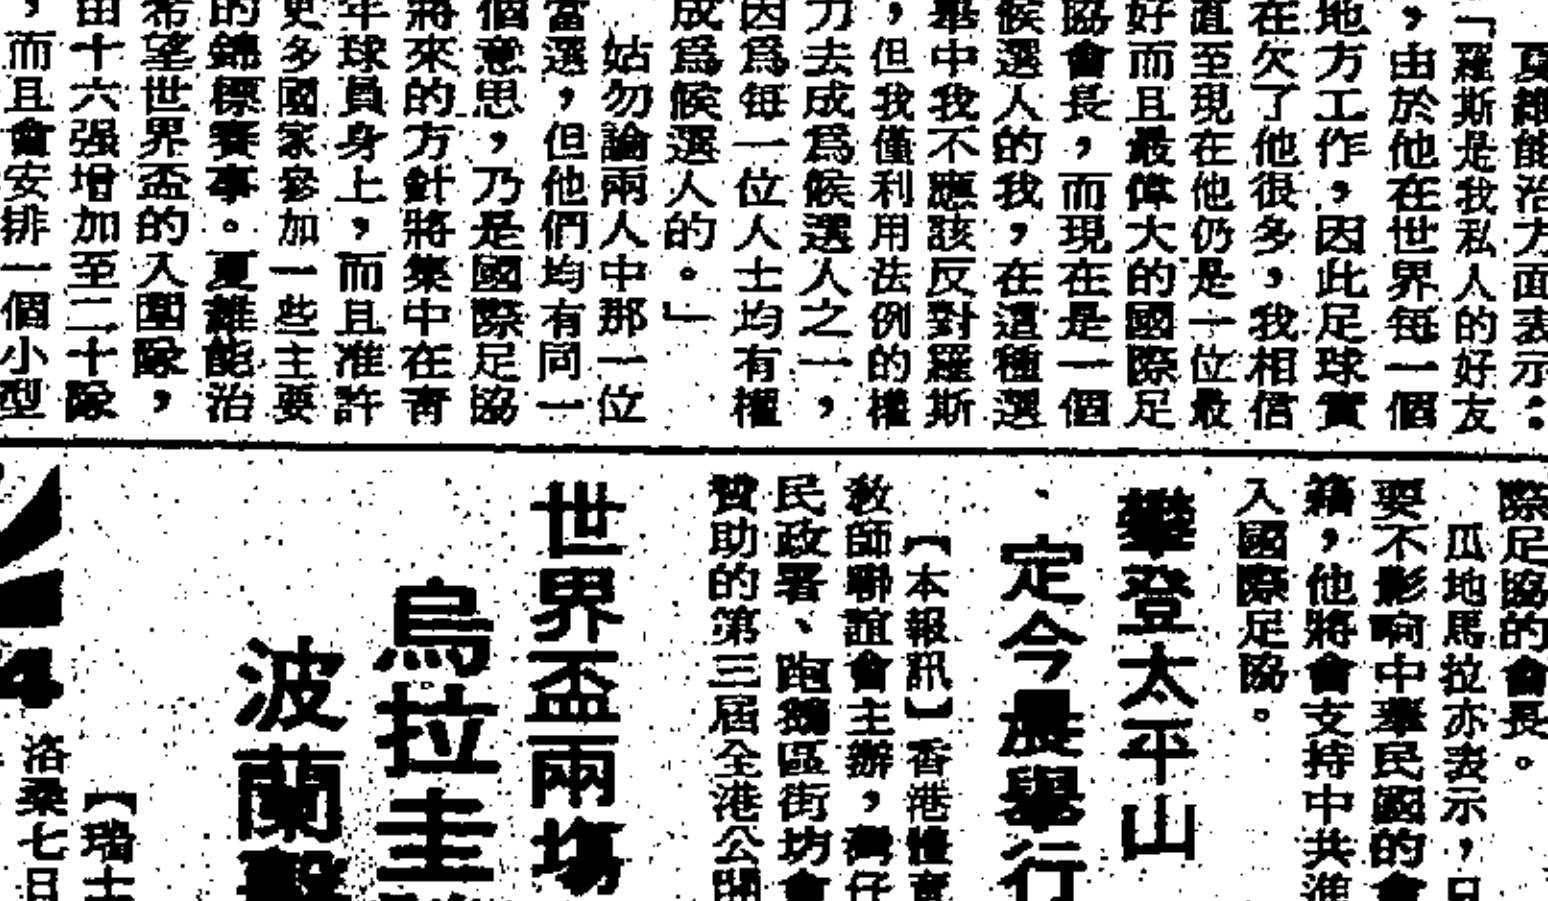 夏維能治方面表示：
「羅斯是我私人的好友
，由於他在世界每一個
地方工作，因此足球實
在欠了他很多，我相信
直至現在他仍是一位最
好而且最偉大的國際足
協會長，而現在是一個
候選人的我，在這種選
舉中我不應該反對羅斯
，但我僅利用法例的權
力去成爲候選人之一，
因爲每一位人士均有權
成爲候選人的。」
姑勿論兩人中那一位
當選，但他們均有同一
個意思，乃是國際足協
將來的方針將集中在青
年球員身上，而且准許
更多國家參加一些主要
的錦標賽事。夏維能治
希望世界盃的入圍隊，
由十六强增加至二十隊
，而且會安排一個小型
際足協的會長。
瓜地馬拉亦表示，只
要不影响中華民國的會
籍，他將會支持中共進
入國際足協。
攀登太平山
、定今晨舉行
【本報訊】香港體育
教師聯誼會主辦，灣仔
民政署、跑鵝區街坊會
贊助的第三屆全港公開
世界盃兩塲
烏拉圭
波蘭
【瑞士
洛桑七日
4